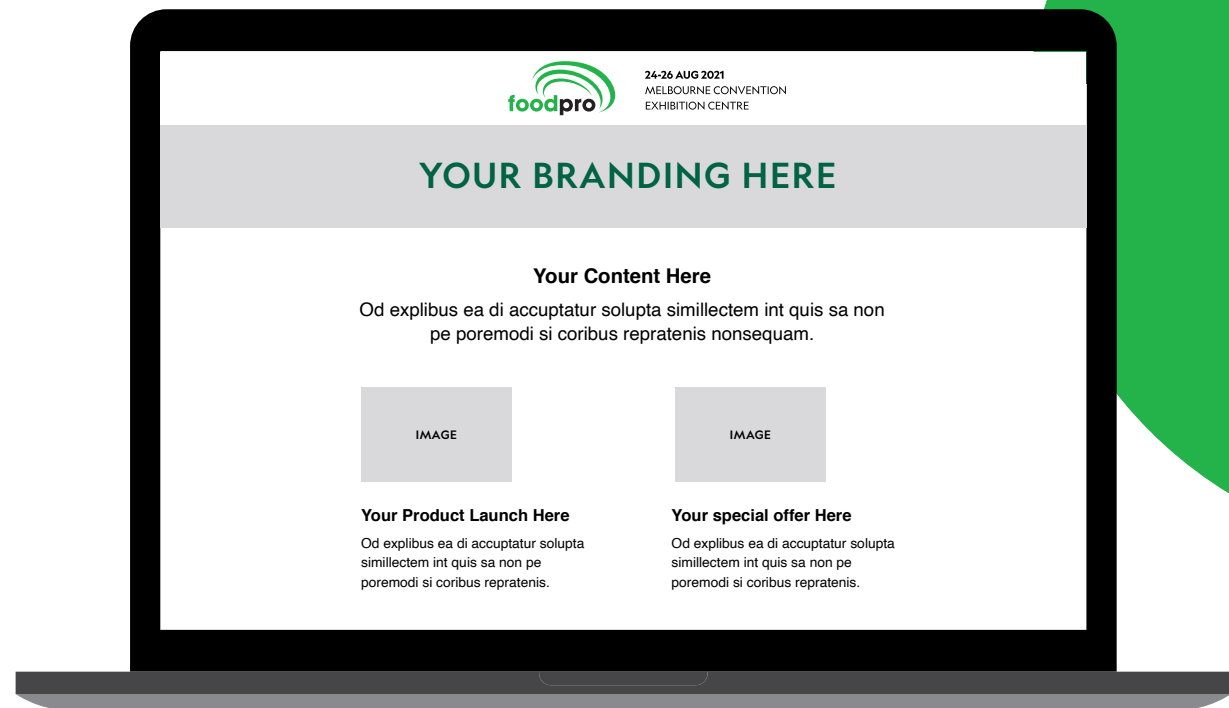 foodpro
24-26 AUG 2021
MELBOURNE CONVENTION
EXHIBITION CENTRE
YOUR BRANDING HERE
Your Content Here
Od explibus ea di accuptatur solupta simillectem int quis sa non
pe poremodi si coribus repratenis nonsequam.
IMAGE
IMAGE
Your Product Launch Here
Od explibus ea di accuptatur solupta
simillectem int quis sa non pe
poremodi si coribus repratenis.
Your special offer Here
Od explibus ea di accuptatur solupta
simillectem int quis sa non pe
poremodi si coribus repratenis.